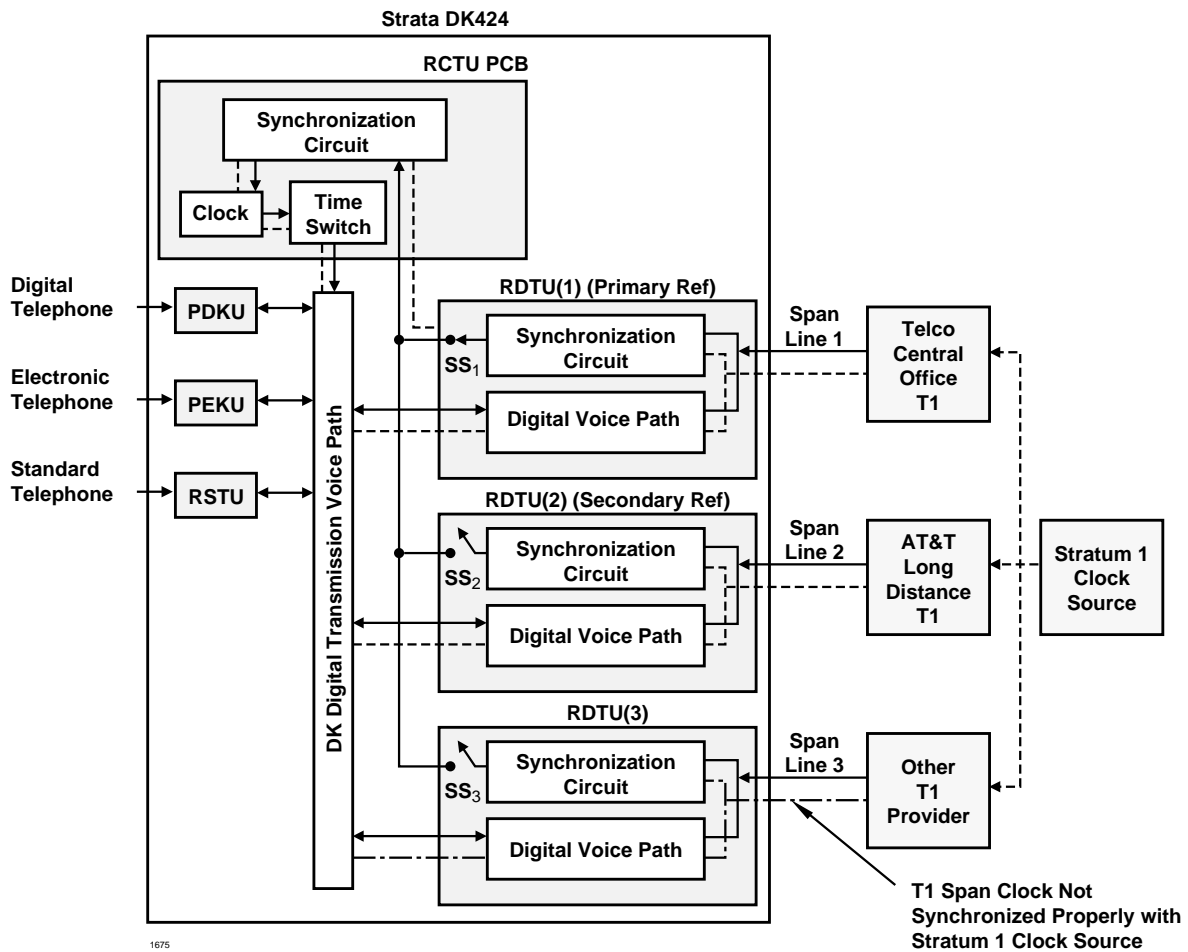 Strata DK424
RCTU PCB
Synchronization
Circuit
Clock
Time
Switch
Digital
Telephone
PDKU
Electronic
Telephone
PEKU
Standard
Telephone
RSTU
DK Digital Transmission Voice Path
RDTU(1) (Primary Ref)
Synchronization
Circuit
SS1
Digital Voice Path
Span
Line 1
Telco
Central
Office
T1
RDTU(2) (Secondary Ref)
Synchronization
Circuit
SS2
Digital Voice Path
Span
Line 2
AT&T
Long
Distance
T1
Stratum 1
Clock
Source
RDTU(3)
Synchronization
Circuit
SS3
Digital Voice Path
Span
Line 3
Other
T1
Provider
T1 Span Clock Not
Synchronized Properly with
Stratum 1 Clock Source
1675